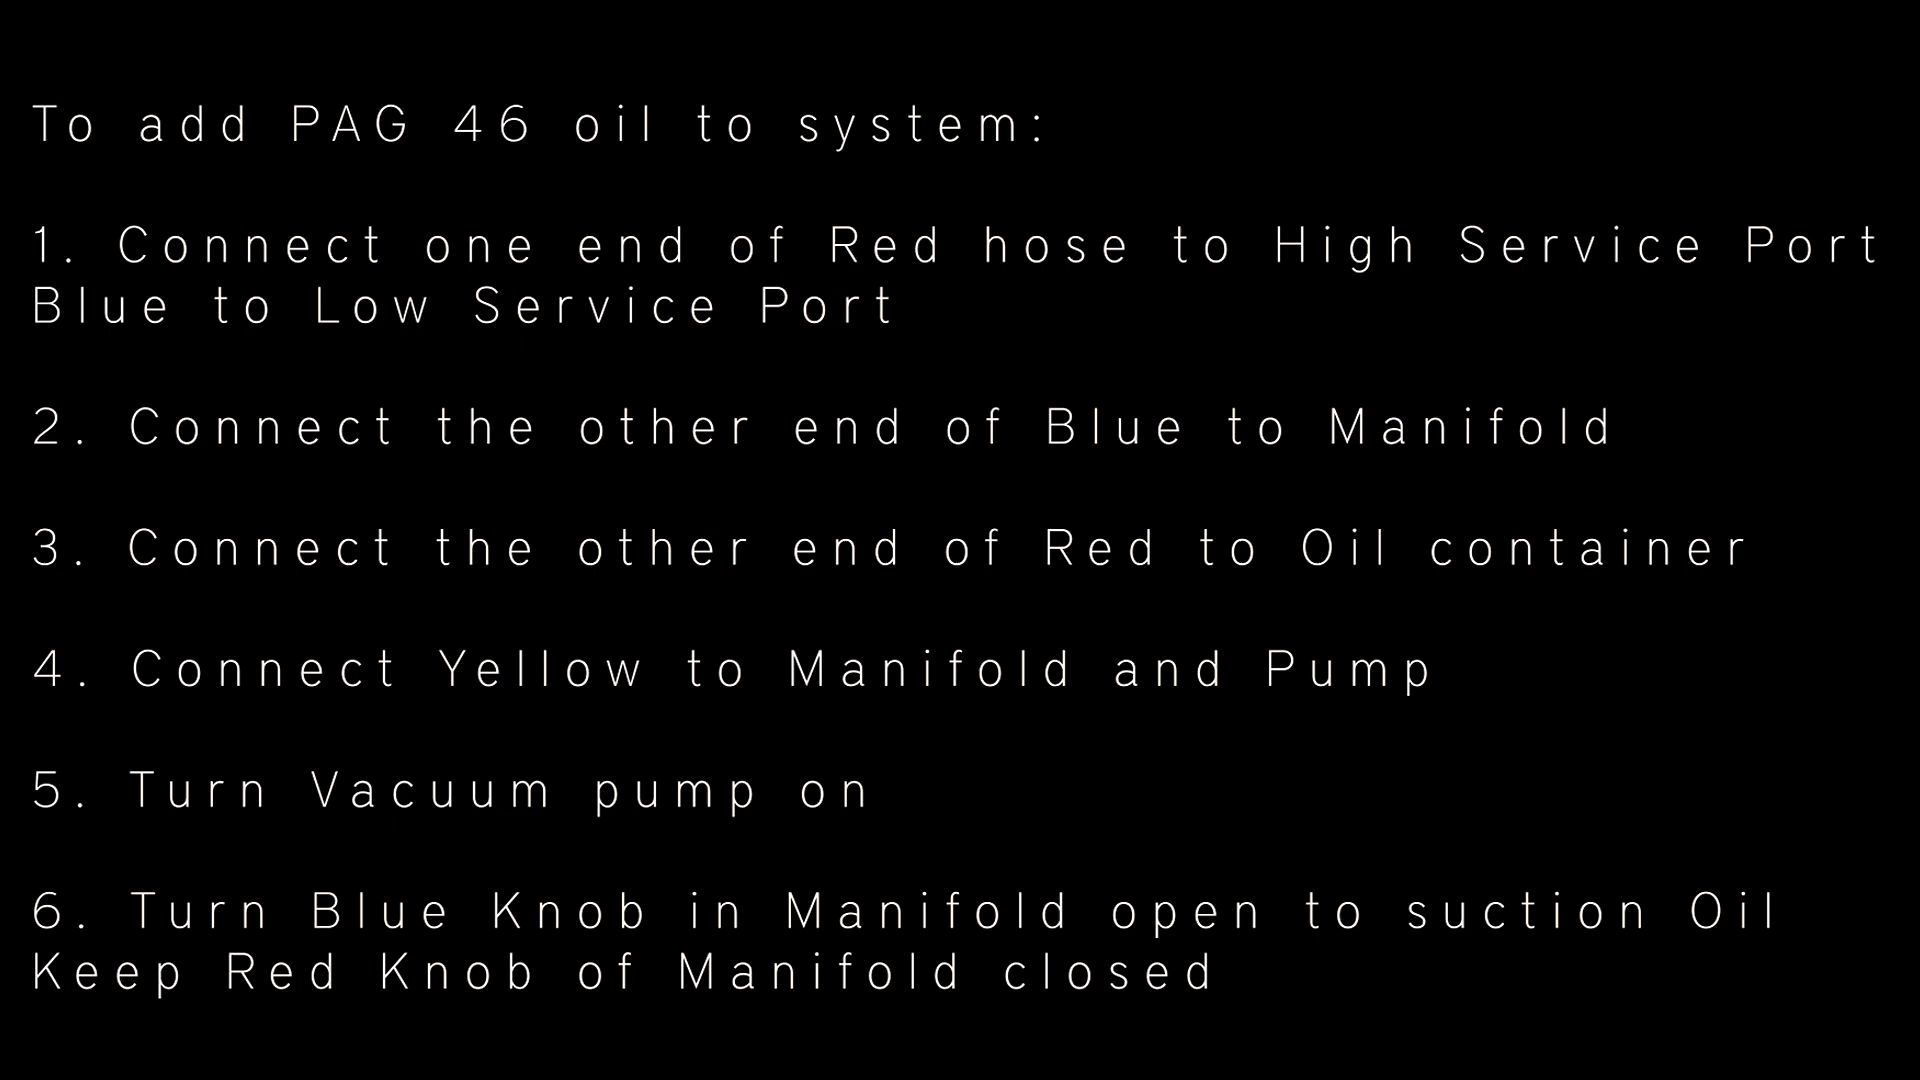 To add PAG 46 oil to system:
1. Connect one end of Red hose to High Service Port
Blue to Low Service Port
2. Connect the other end of Blue to Manifold
3. Connect the other end of Red to Oil container
4. Connect Yellow to Manifold and Pump
5. Turn Vacuum pump on
6. Turn Blue Knob in Manifold open to suction Oil
Keep Red Knob of Manifold closed